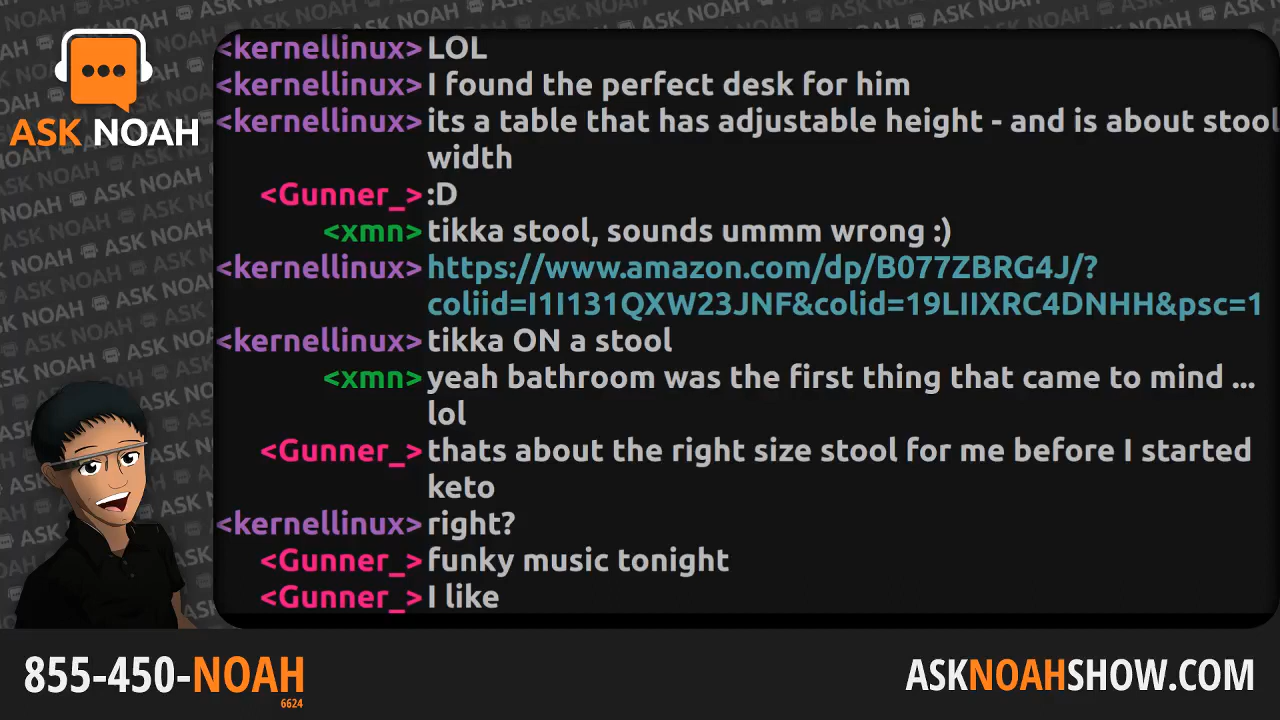 ASK NOAH
<kernellinux> LOL
<kernellinux> I found the perfect desk for him
<kernellinux> its a table that has adjustable height - and is about stool
width
<Gunner_> :D
<xmn> tikka stool, sounds ummm wrong :)
<kernellinux> https://www.amazon.com/dp/B077ZBRG4J/?
coliid=I1I131QXW23JNF&colid=19LIIXRC4DNHH&psc=1
<kernellinux> tikka ON a stool
<xmn> yeah bathroom was the first thing that came to mind ...
lol
<Gunner_> thats about the right size stool for me before I started
keto
<kernellinux> right?
<Gunner_> funky music tonight
<Gunner_> I like
855-450-NOAH
6624
ASKNOAHSHOW.COM